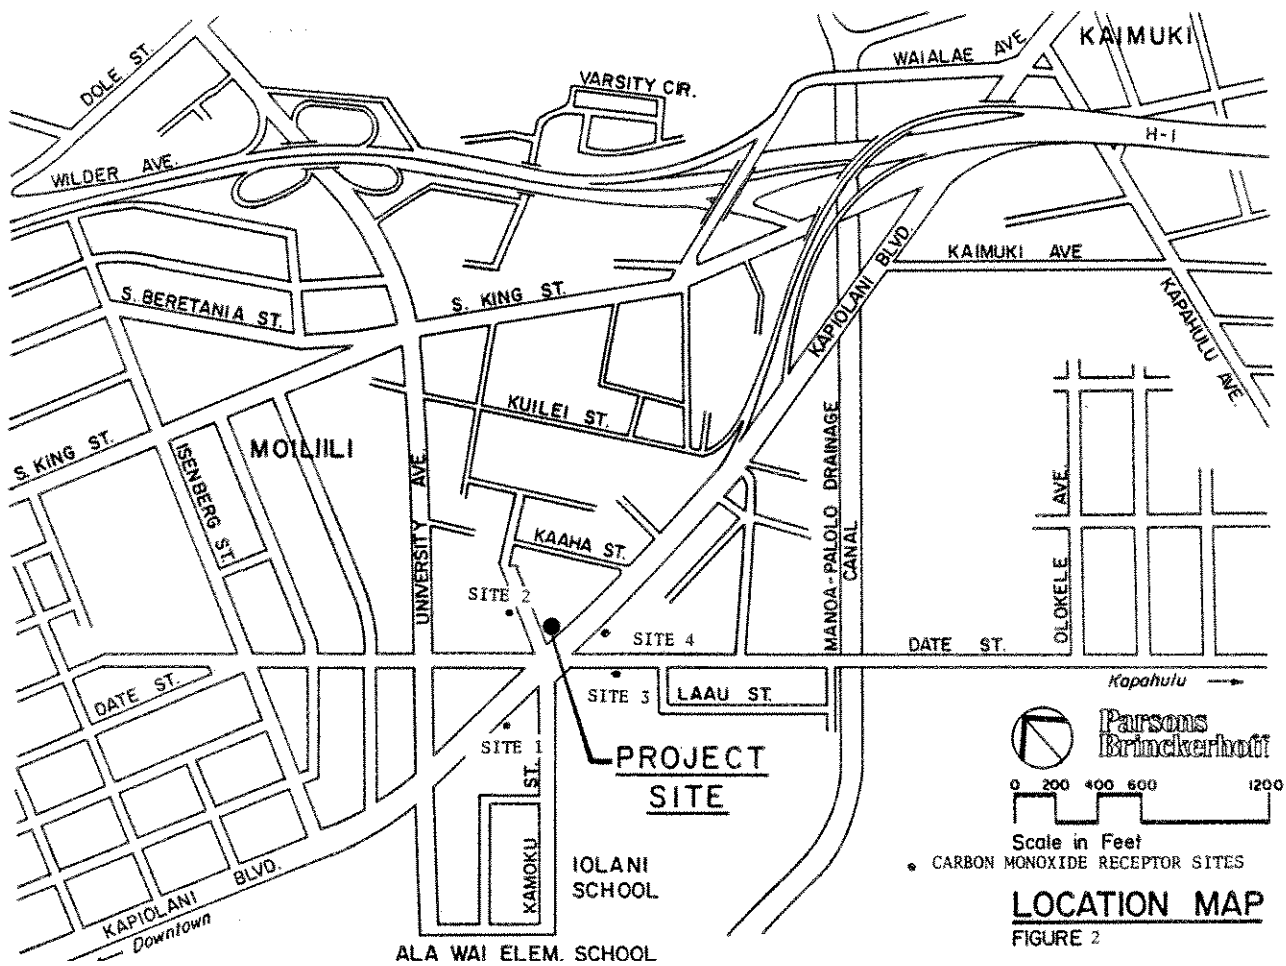 DOLE ST.
WAIALAE AVE
KAIMUKI
VARSITY CIR.
H-1
WILDER AVE.
KAPIOLANI BLVD.
KAIMUKI AVE
S. BERETANIA ST.
S. KING ST.
KAPAHULU AVE.
KUILEI ST.
MOILIILI
S. KING ST.
ISENBERG ST.
UNIVERSITY AVE.
MANOA-PALOLO DRAINAGE
CANAL
OLOKELE AVE.
KAAHA ST.
SITE 2
SITE 4
DATE ST.
Kapahulu
SITE 3
LAAU ST.
DATE ST.
SITE 1
PROJECT
SITE
Parsons
Brinckerhoff
0 200 400 600 1200
Scale in Feet
CARBON MONOXIDE RECEPTOR SITES
KAMOKU ST.
IOLANI
SCHOOL
KAPIOLANI BLVD.
Downtown
LOCATION MAP
FIGURE 2
ALA WAI ELEM. SCHOOL